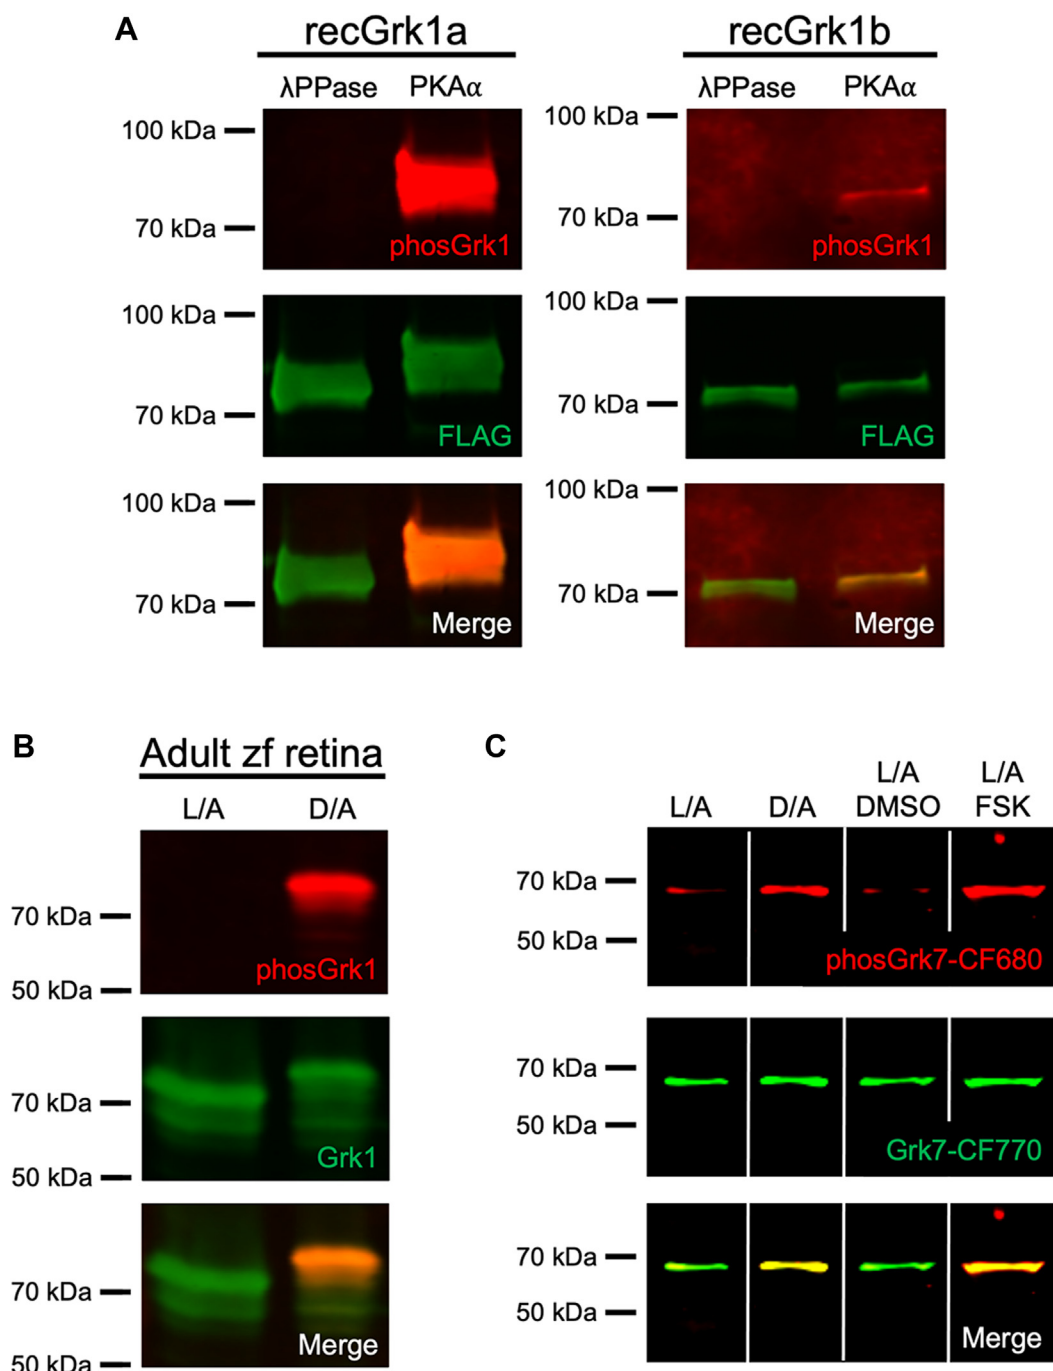 A
recGrk1a
recGrk1b
λPPase PKAα
λPPase PKAα
100 kDa
70 kDa
phosGrk1
100 kDa
70 kDa
phosGrk1
100 kDa
70 kDa
FLAG
100 kDa
70 kDa
FLAG
100 kDa
70 kDa
Merge
100 kDa
70 kDa
Merge
B
Adult zf retina
L/A D/A
70 kDa
phosGrk1
50 kDa
70 kDa
Grk1
50 kDa
70 kDa
Merge
50 kDa
C
L/A D/A L/A DMSO L/A FSK
70 kDa
50 kDa
phosGrk7-CF680
70 kDa
50 kDa
Grk7-CF770
70 kDa
50 kDa
Merge